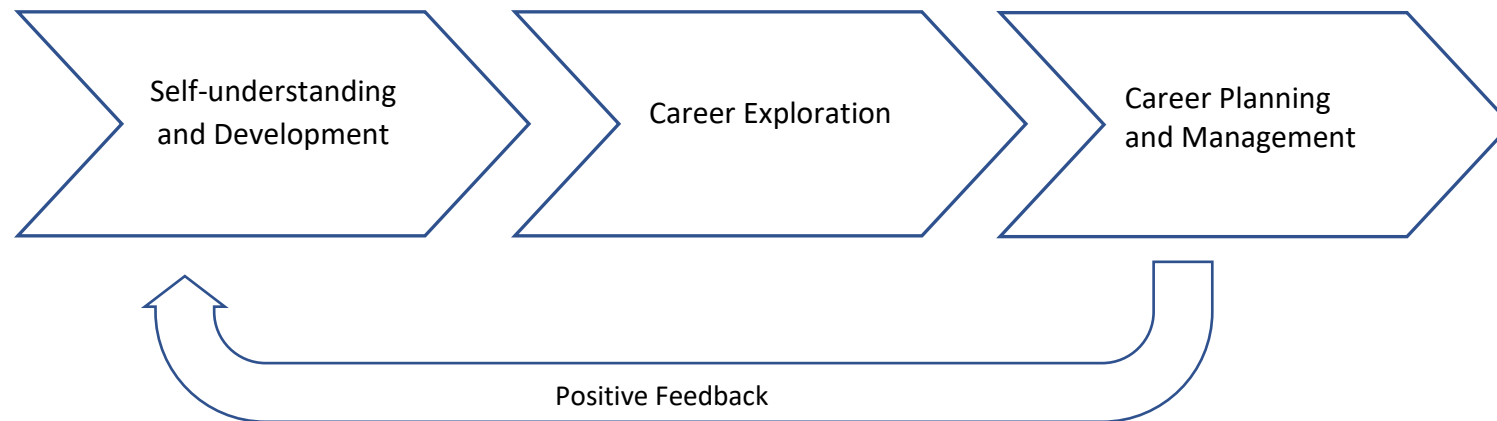 Self-understanding
and Development
Career Exploration
Career Planning
and Management
Positive Feedback